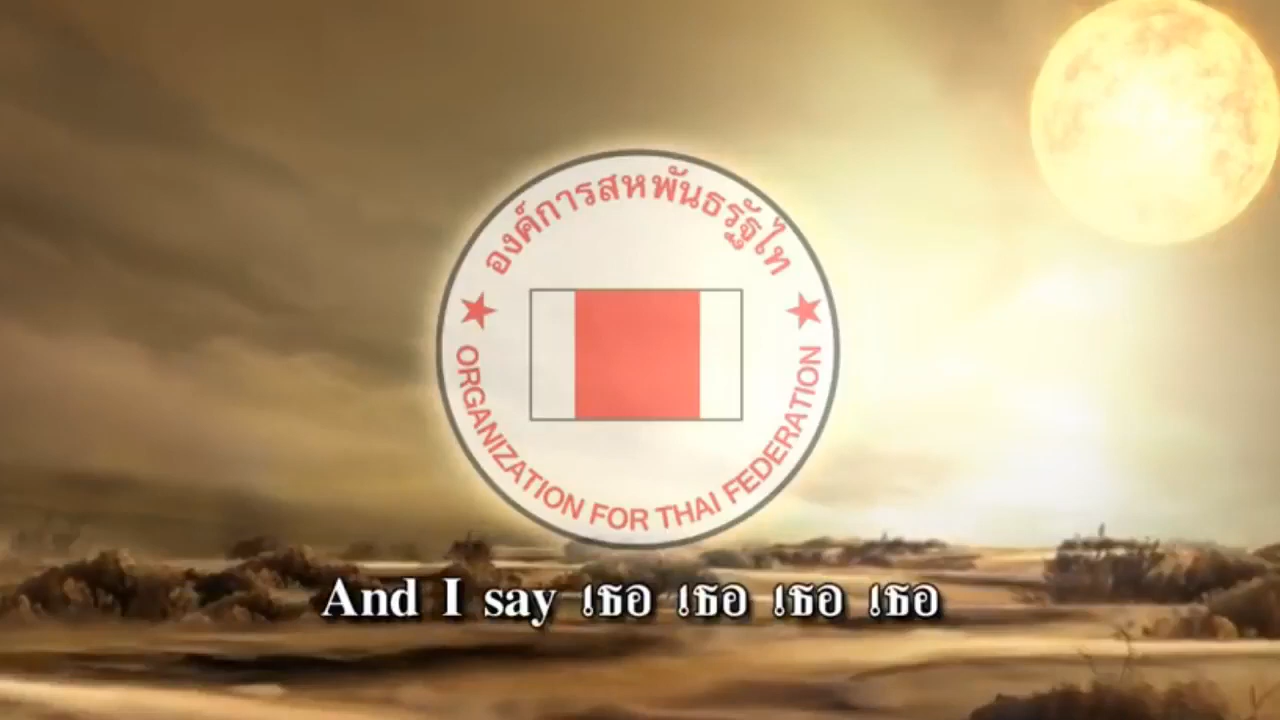 องค์การสหพันธรัฐไท
ORGANIZATION FOR THAI FEDERATION
And I say เธอ เธอ เธอ เธอ